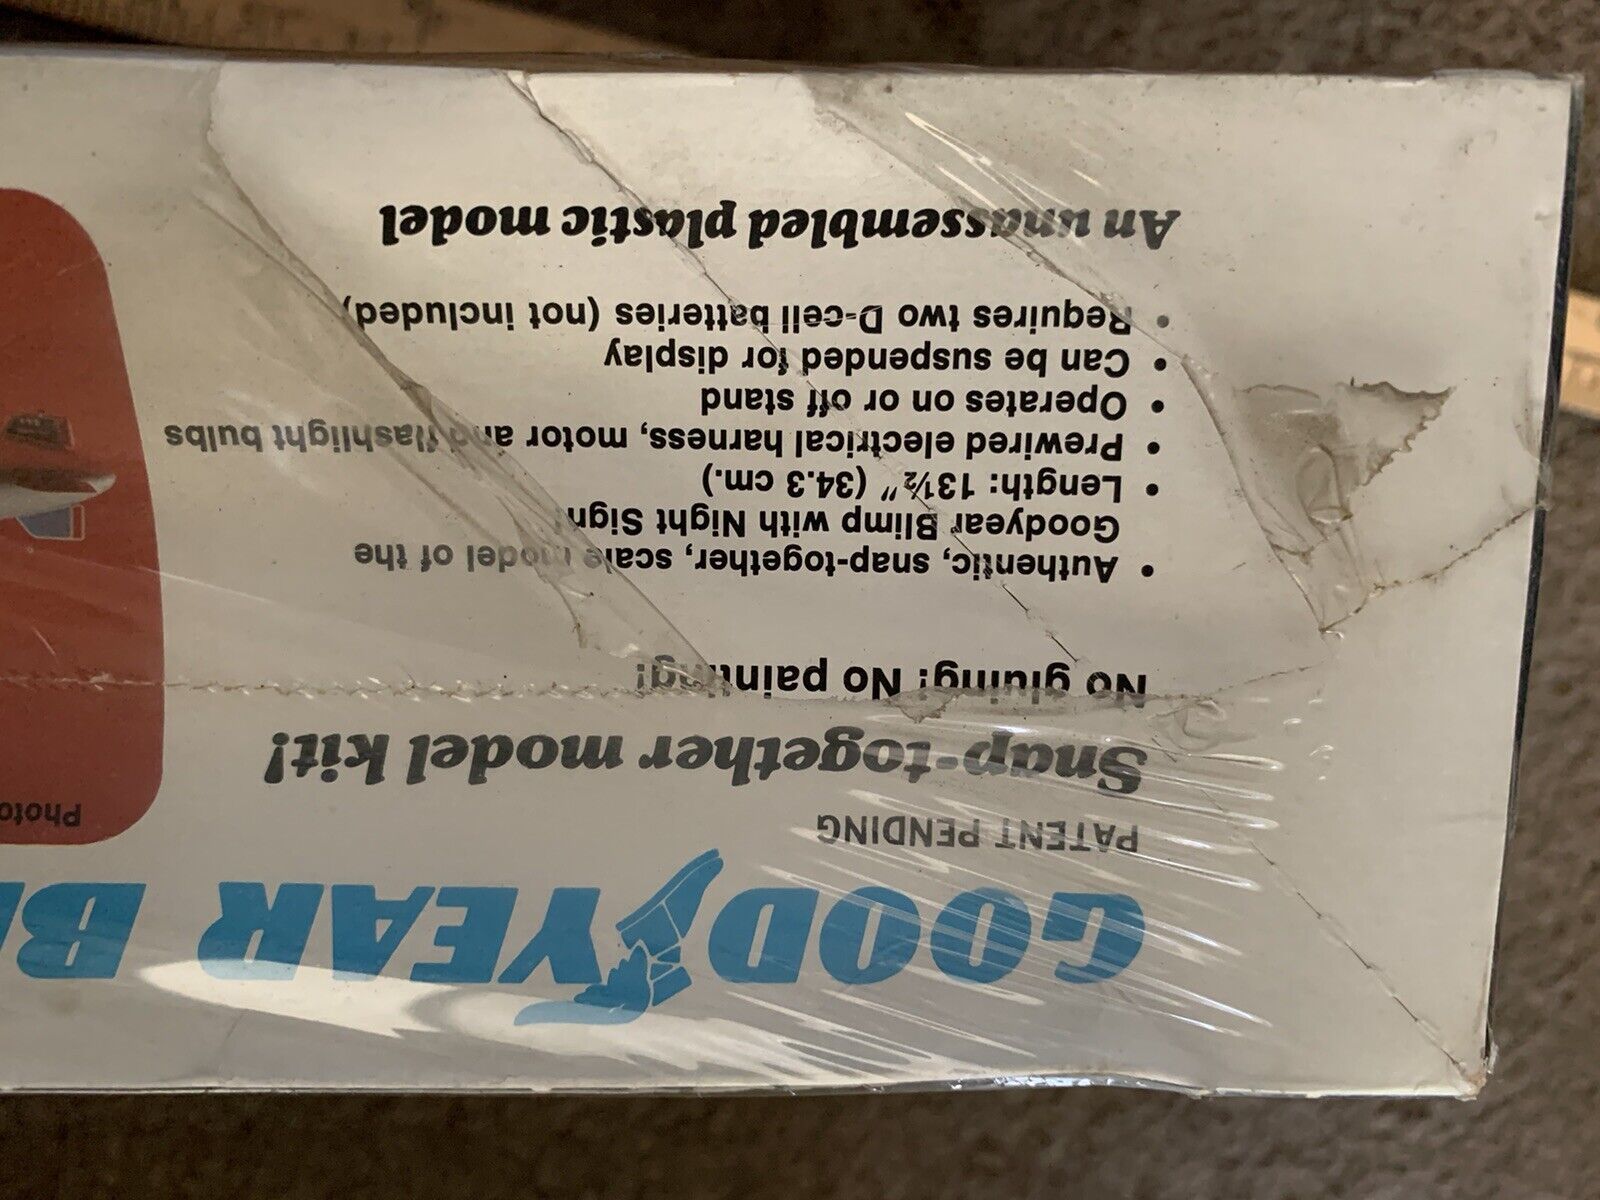 GOODYEAR
PATENT PENDING
Snap-together model kit!
No gluing! No painting!
• Authentic, snap-together, scale model of the
Goodyear Blimp with Night Sign!
• Length: 13½″ (34.3 cm.)
• Prewired electrical harness, motor and flashlight bulbs
• Operates on or off stand
• Can be suspended for display
• Requires two D-cell batteries (not included)
An unassembled plastic model
Photo